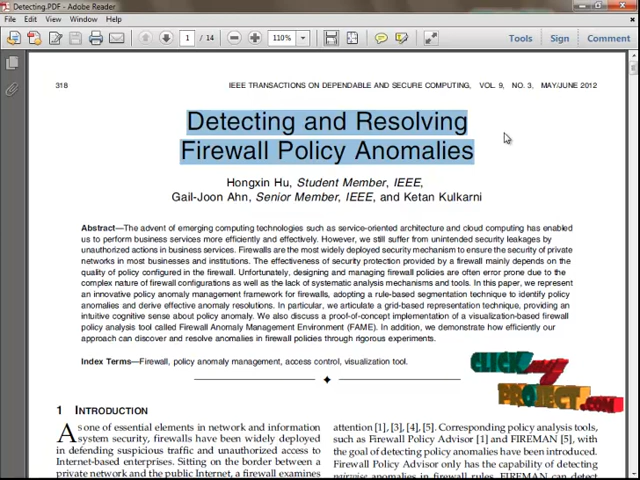 Detecting.PDF - Adobe Reader
File Edit View Window Help
1 / 14 110% Tools Sign Comment
318 IEEE TRANSACTIONS ON DEPENDABLE AND SECURE COMPUTING, VOL. 9, NO. 3, MAY/JUNE 2012
Detecting and Resolving
Firewall Policy Anomalies
Hongxin Hu, Student Member, IEEE,
Gail-Joon Ahn, Senior Member, IEEE, and Ketan Kulkarni
Abstract—The advent of emerging computing technologies such as service-oriented architecture and cloud computing has enabled
us to perform business services more efficiently and effectively. However, we still suffer from unintended security leakages by
unauthorized actions in business services. Firewalls are the most widely deployed security mechanism to ensure the security of private
networks in most businesses and institutions. The effectiveness of security protection provided by a firewall mainly depends on the
quality of policy configured in the firewall. Unfortunately, designing and managing firewall policies are often error prone due to the
complex nature of firewall configurations as well as the lack of systematic analysis mechanisms and tools. In this paper, we represent
an innovative policy anomaly management framework for firewalls, adopting a rule-based segmentation technique to identify policy
anomalies and derive effective anomaly resolutions. In particular, we articulate a grid-based representation technique, providing an
intuitive cognitive sense about policy anomaly. We also discuss a proof-of-concept implementation of a visualization-based firewall
policy analysis tool called Firewall Anomaly Management Environment (FAME). In addition, we demonstrate how efficiently our
approach can discover and resolve anomalies in firewall policies through rigorous experiments.
Index Terms—Firewall, policy anomaly management, access control, visualization tool.
CLICK MY
PROJECT.COM
1 INTRODUCTION
As one of essential elements in network and information
system security, firewalls have been widely deployed
in defending suspicious traffic and unauthorized access to
Internet-based enterprises. Sitting on the border between a
private network and the public Internet, a firewall examines
attention [1], [3], [4], [5]. Corresponding policy analysis tools,
such as Firewall Policy Advisor [1] and FIREMAN [5], with
the goal of detecting policy anomalies have been introduced.
Firewall Policy Advisor only has the capability of detecting
pairwise anomalies in firewall rules. FIREMAN can detect